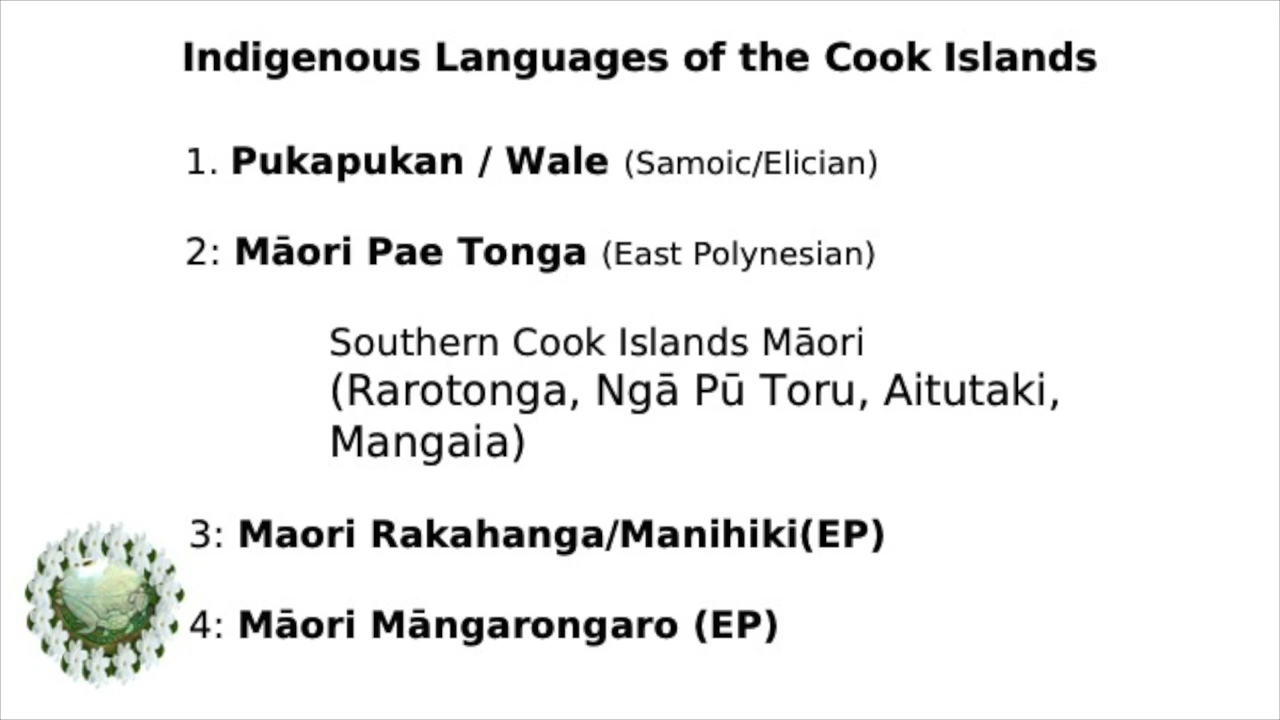 Indigenous Languages of the Cook Islands
1. Pukapukan / Wale (Samoic/Elician)
2: Māori Pae Tonga (East Polynesian)
Southern Cook Islands Māori
(Rarotonga, Ngā Pū Toru, Aitutaki,
Mangaia)
3: Maori Rakahanga/Manihiki(EP)
4: Māori Māngarongaro (EP)